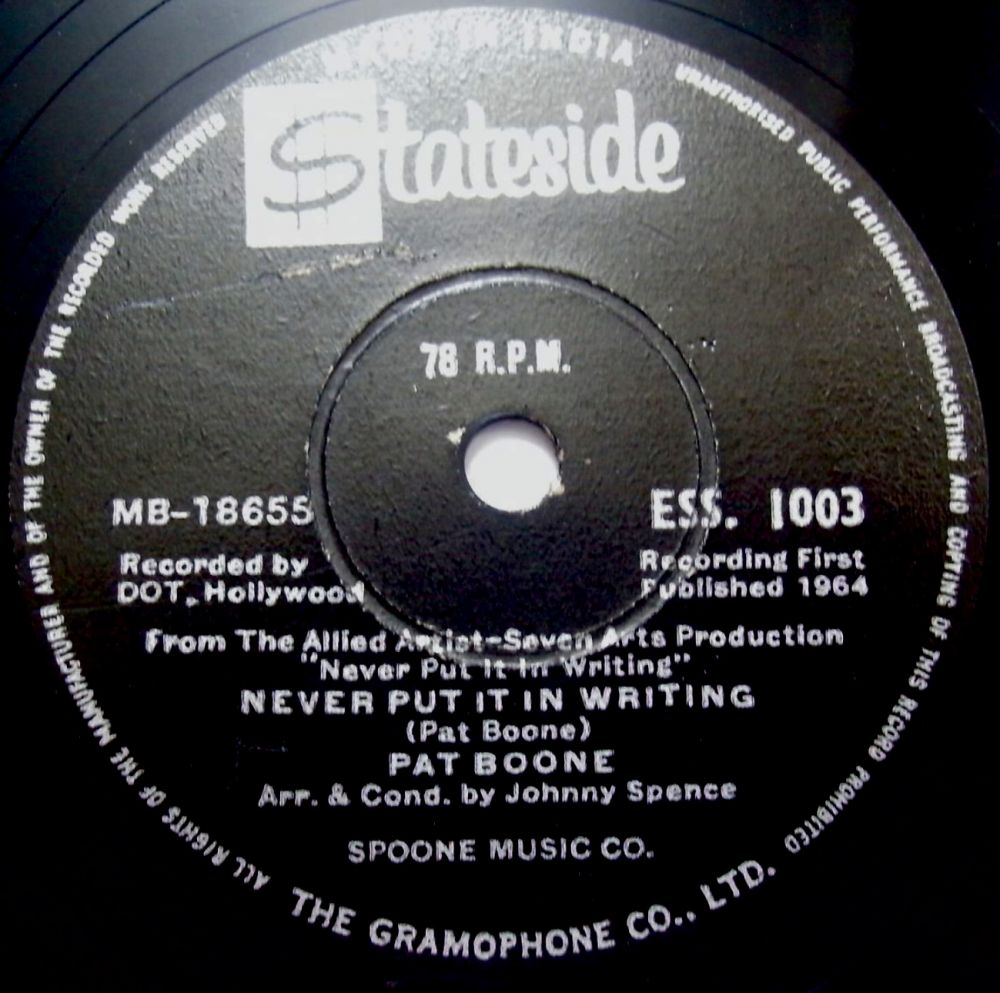 MADE IN INDIA
Stateside
78 R.P.M.
MB-18655
ESS. 1003
Recorded by
DOT, Hollywood
Recording First
Published 1964
From The Allied Artist-Seven Arts Production
"Never Put It In Writing"
NEVER PUT IT IN WRITING
(Pat Boone)
PAT BOONE
Arr. & Cond. by Johnny Spence
SPOONE MUSIC CO.
THE GRAMOPHONE CO., LTD.
ALL RIGHTS OF THE MANUFACTURER AND OF THE OWNER OF THE RECORDED WORK RESERVED
UNAUTHORISED PUBLIC PERFORMANCE BROADCASTING AND COPYING OF THIS RECORD PROHIBITED